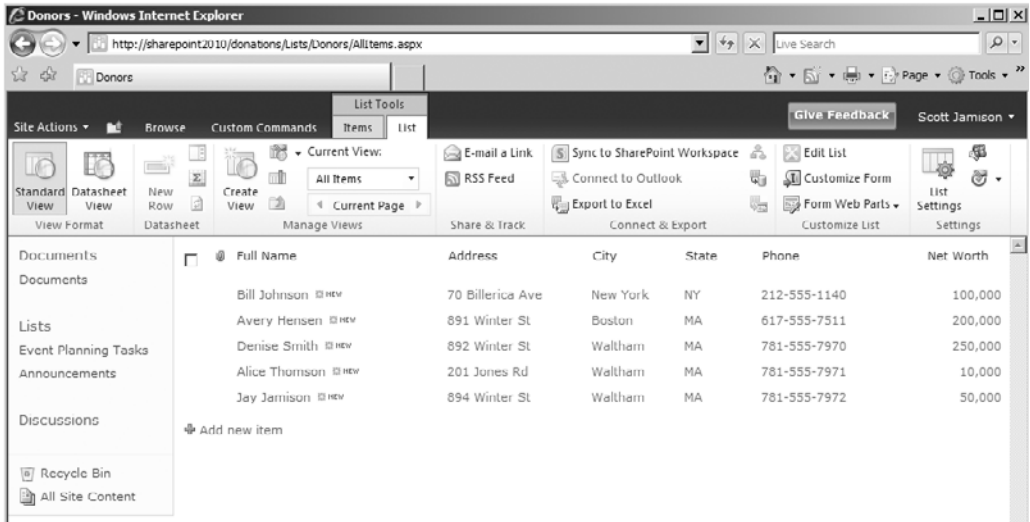 Donors - Windows Internet Explorer
http://sharepoint2010/donations/Lists/Donors/AllItems.aspx
Live Search
Donors
Page
Tools
List Tools
Site Actions Browse Custom Commands Items List
Give Feedback
Scott Jamison
Standard View
Datasheet View
View Format
New Row
Datasheet
Create View
Current View:
All Items
Current Page
Manage Views
E-mail a Link
RSS Feed
Share & Track
Sync to SharePoint Workspace
Connect to Outlook
Export to Excel
Connect & Export
Edit List
Customize Form
Form Web Parts
Customize List
List Settings
Settings
Documents
Documents
Lists
Event Planning Tasks
Announcements
Discussions
Recycle Bin
All Site Content
Full Name Address City State Phone Net Worth
Bill Johnson NEW 70 Billerica Ave New York NY 212-555-1140 100,000
Avery Hensen NEW 891 Winter St Boston MA 617-555-7511 200,000
Denise Smith NEW 892 Winter St Waltham MA 781-555-7970 250,000
Alice Thomson NEW 201 Jones Rd Waltham MA 781-555-7971 10,000
Jay Jamison NEW 894 Winter St Waltham MA 781-555-7972 50,000
Add new item